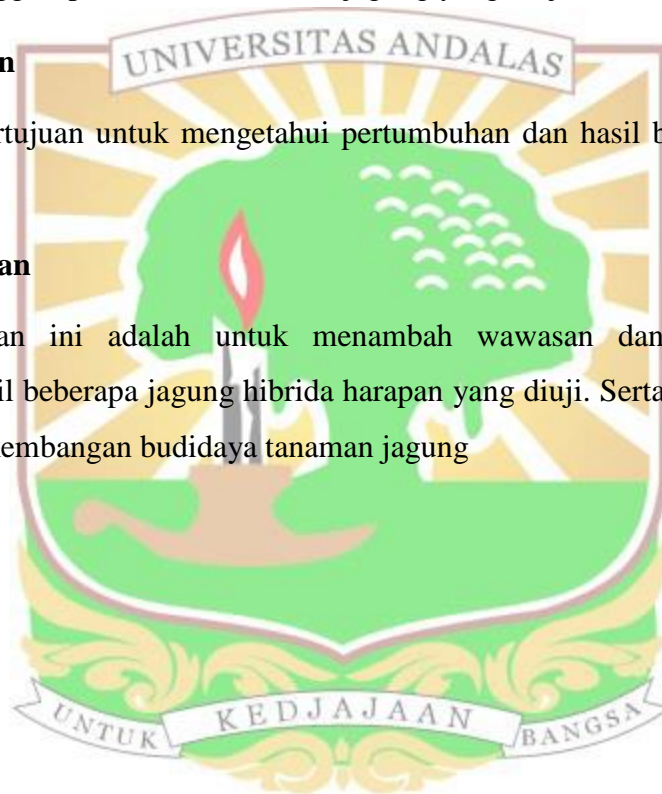 UNIVERSITAS ANDALAS
n
rtujuan untuk mengetahui pertumbuhan dan hasil b
an
an ini adalah untuk menambah wawasan dan
il beberapa jagung hibrida harapan yang diuji. Serta
embangan budidaya tanaman jagung
UNTUK KEDJAJAAN BANGSA